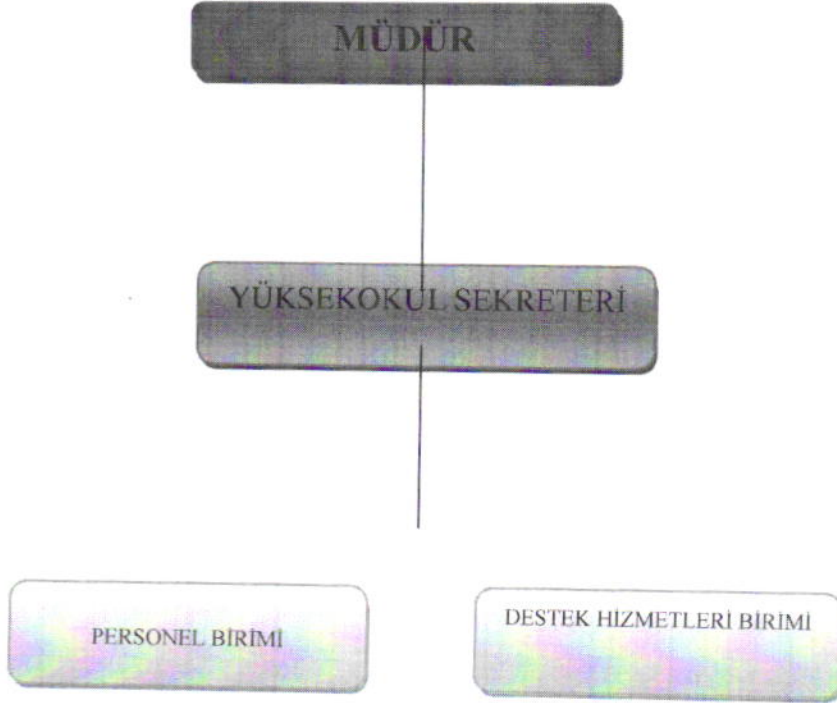 MÜDÜR
YÜKSEKOKUL SEKRETERİ
PERSONEL BİRİMİ
DESTEK HİZMETLERİ BİRİMİ